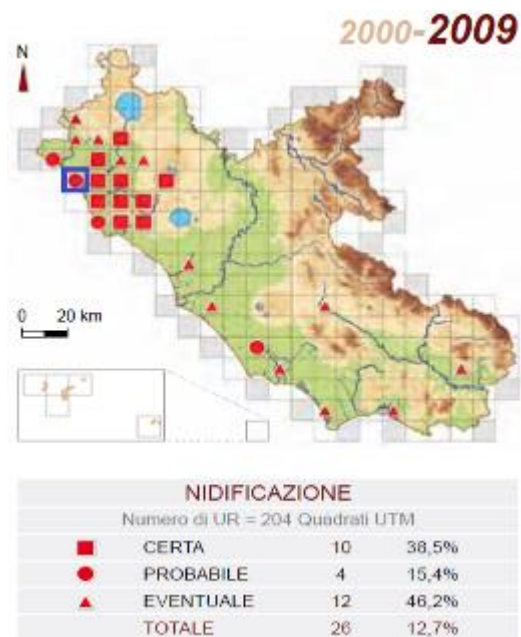 2000-2009
N
0 20 km
NIDIFICAZIONE
Numero di UR = 204 Quadrati UTM
CERTA 10 38,5%
PROBABILE 4 15,4%
EVENTUALE 12 46,2%
TOTALE 26 12,7%